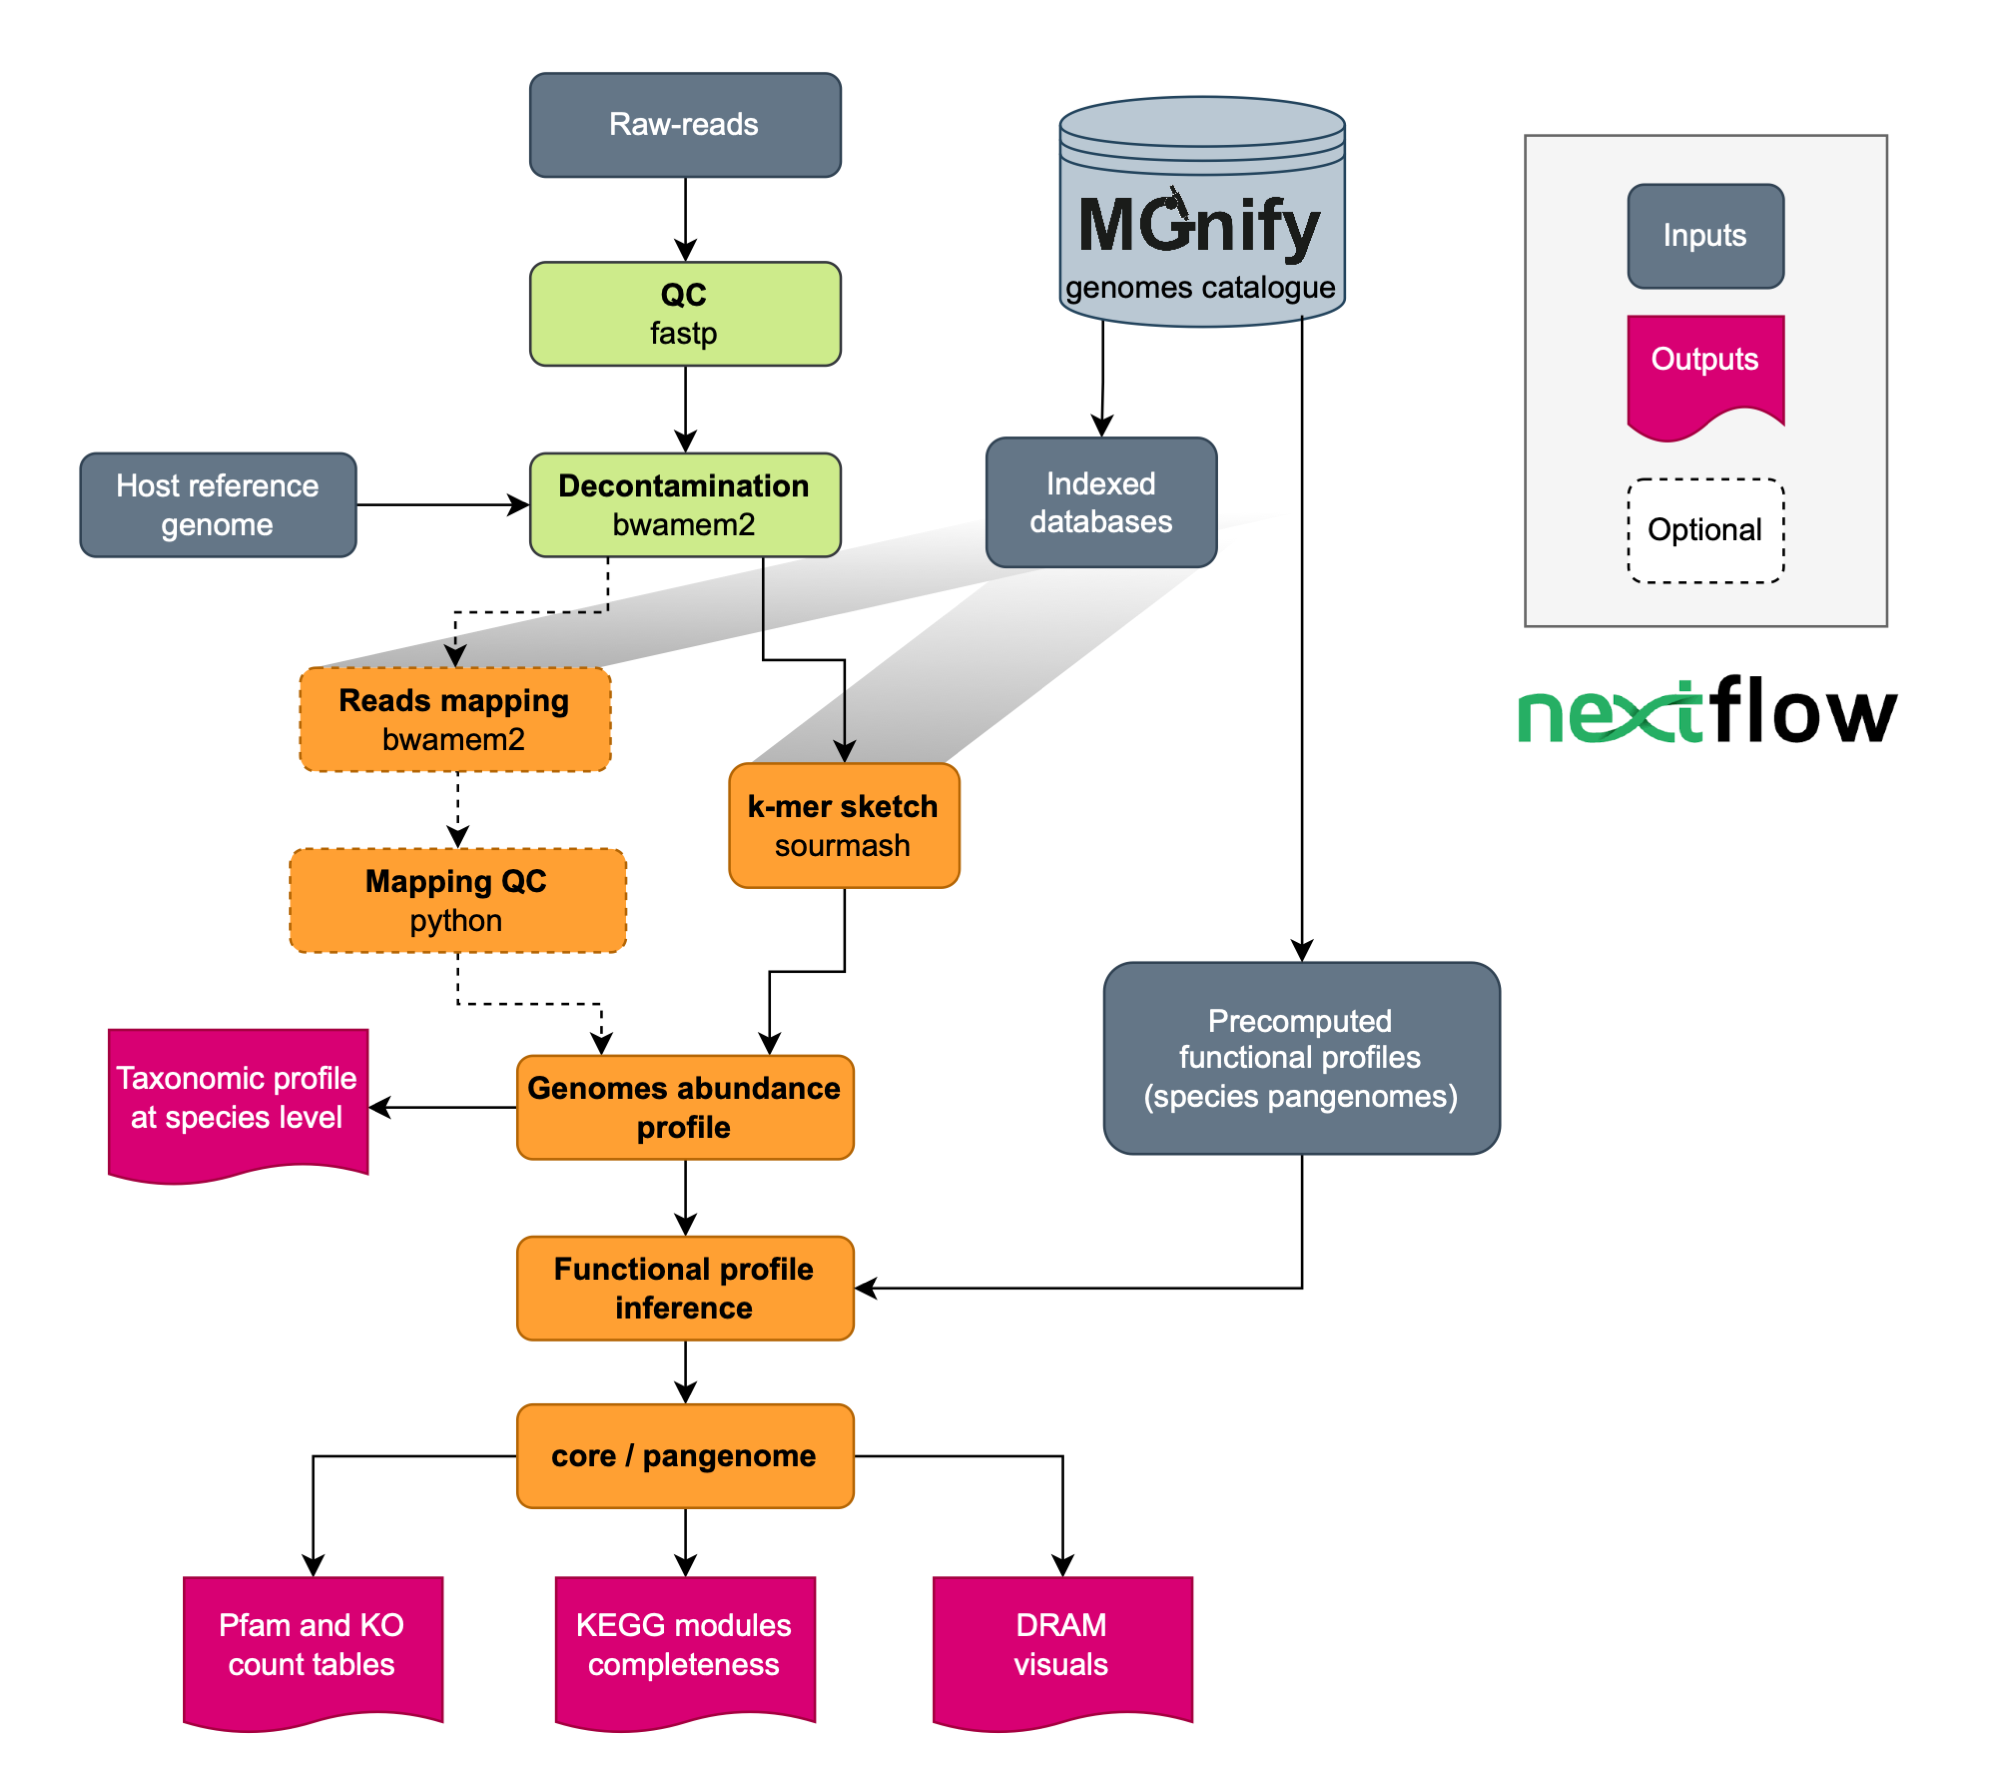 Raw-reads
MGnify
genomes catalogue
Inputs
Outputs
Optional
nextflow
QC
fastp
Host reference
genome
Decontamination
bwamem2
Indexed
databases
Reads mapping
bwamem2
k-mer sketch
sourmash
Mapping QC
python
Taxonomic profile
at species level
Genomes abundance
profile
Precomputed
functional profiles
(species pangenomes)
Functional profile
inference
core / pangenome
Pfam and KO
count tables
KEGG modules
completeness
DRAM
visuals